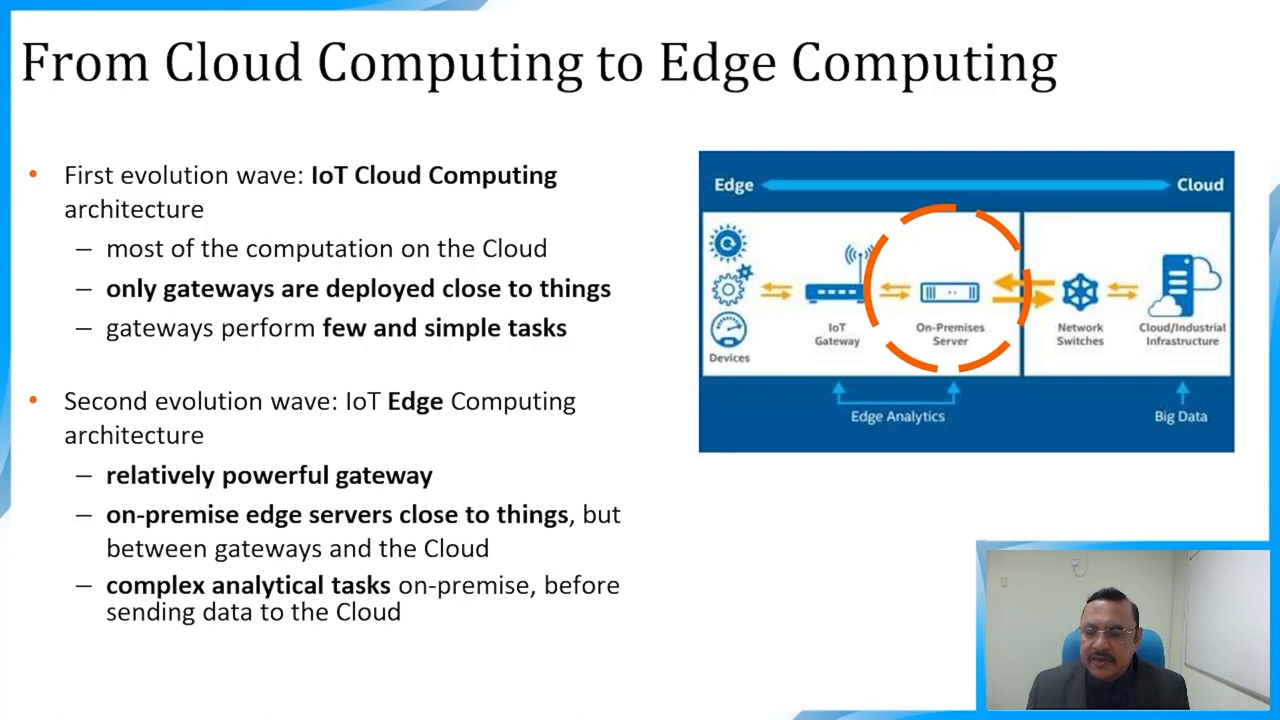 From Cloud Computing to Edge Computing
• First evolution wave: IoT Cloud Computing
architecture
– most of the computation on the Cloud
– only gateways are deployed close to things
– gateways perform few and simple tasks
• Second evolution wave: IoT Edge Computing
architecture
– relatively powerful gateway
– on-premise edge servers close to things, but
between gateways and the Cloud
– complex analytical tasks on-premise, before
sending data to the Cloud
Edge
Cloud
Devices
IoT
Gateway
On-Premises
Server
Network
Switches
Cloud/Industrial
Infrastructure
Edge Analytics
Big Data